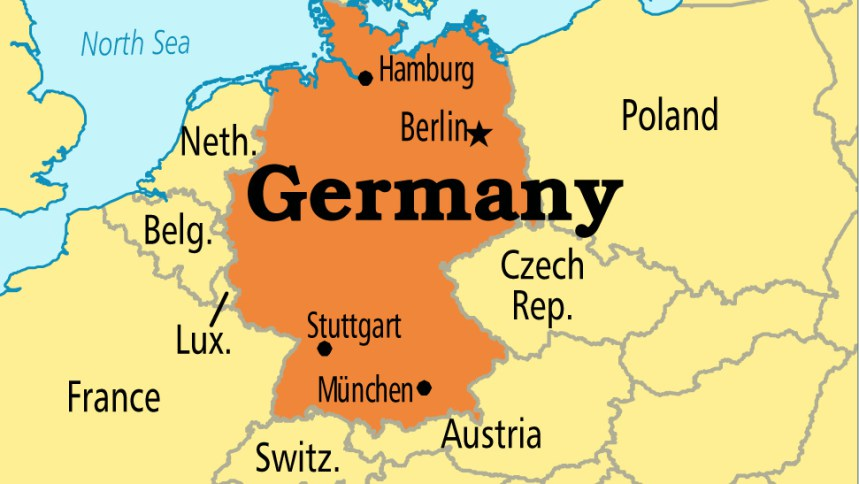 North Sea
Hamburg
Berlin
Poland
Neth.
Germany
Belg.
Czech
Rep.
Lux.
Stuttgart
France
München
Austria
Switz.